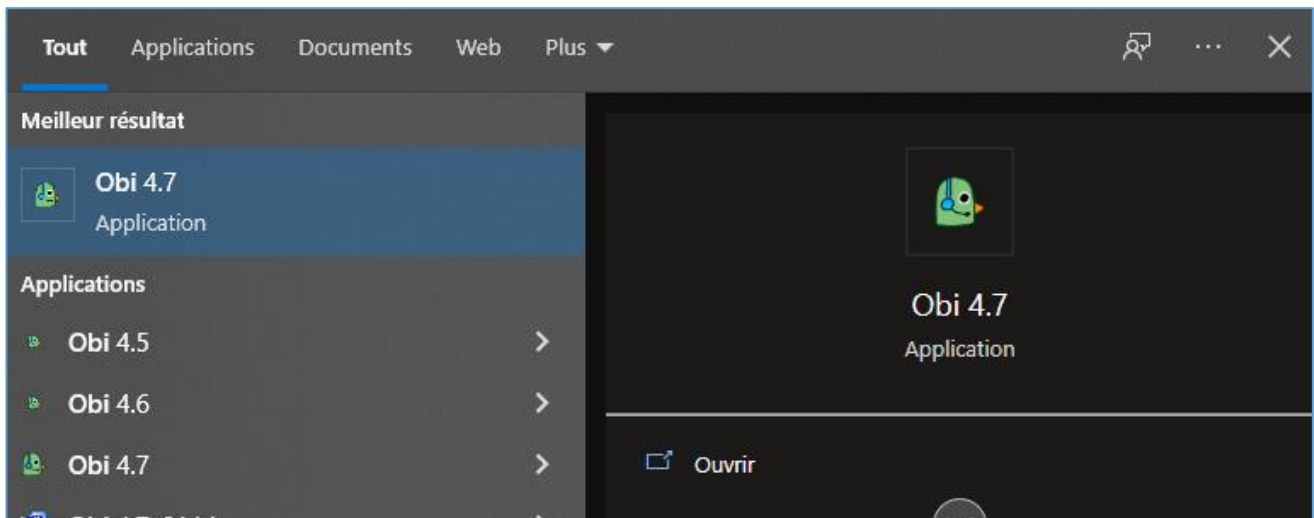 Tout Applications Documents Web Plus
Meilleur résultat
Obi 4.7
Application
Applications
Obi 4.5
Obi 4.6
Obi 4.7
Obi 4.7
Application
Ouvrir